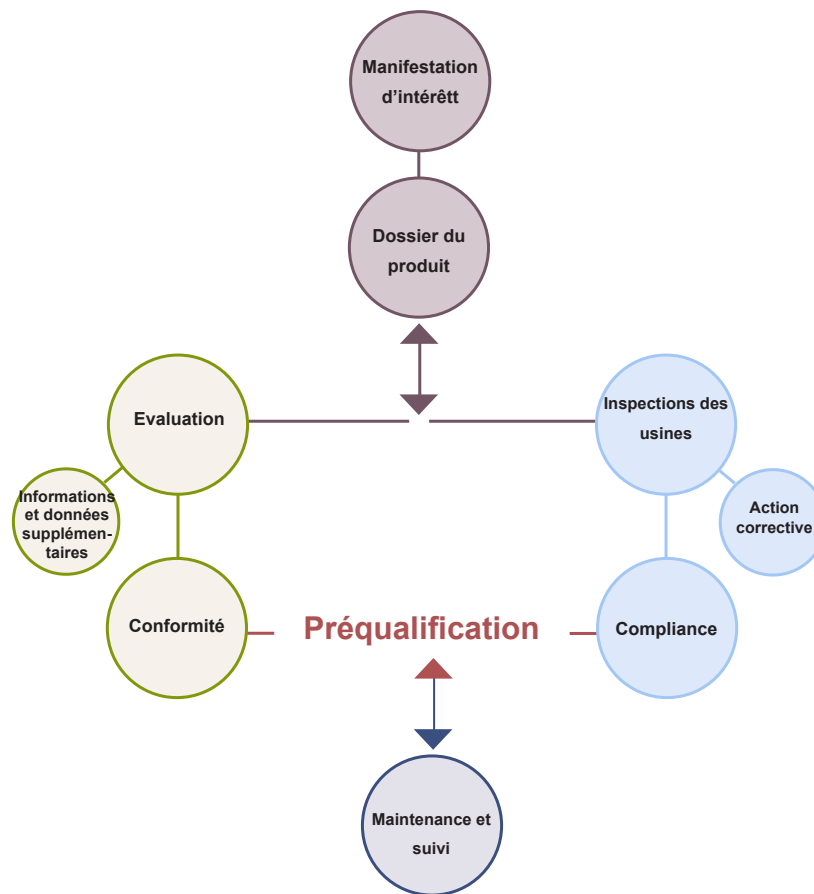 Manifestation
d’intérêtt
Dossier du
produit
Evaluation
Inspections des
usines
Informations
et données
supplémen-
taires
Action
corrective
Conformité
Préqualification
Compliance
Maintenance et
suivi